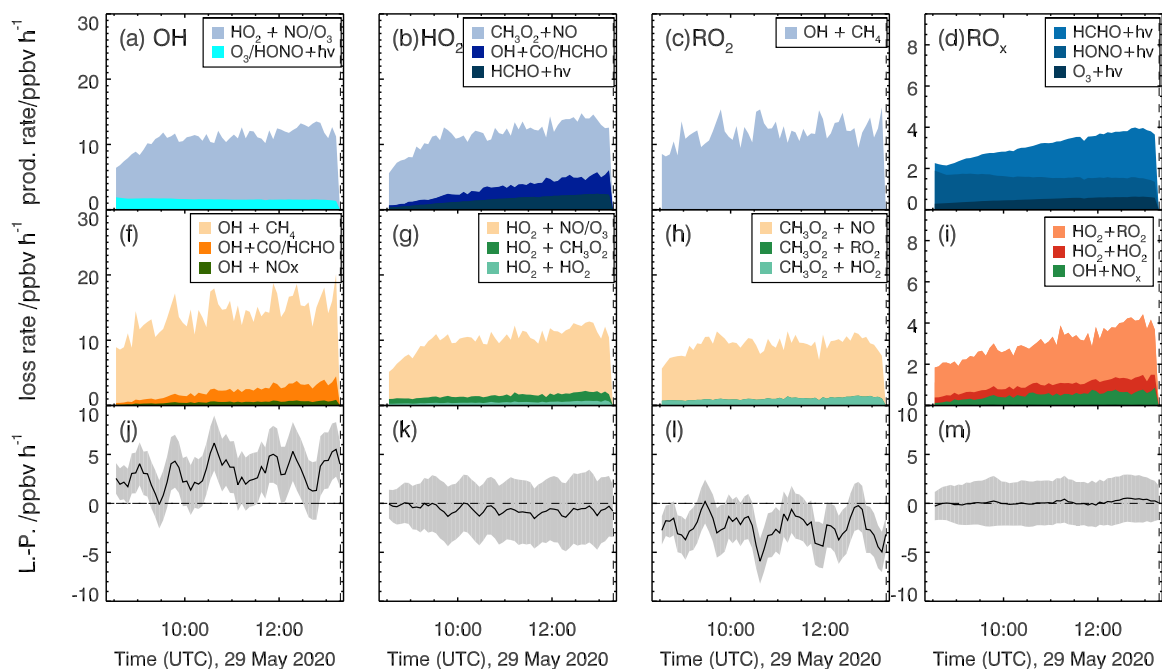 (a) OH
HO₂ + NO/O₃
O₃/HONO+hν
(b)HO₂
CH₃O₂+NO
OH+CO/HCHO
HCHO+hν
(c) RO₂
OH + CH₄
(d)ROₓ
HCHO+hν
HONO+hν
O₃+hν
prod. rate/ppbv h⁻¹
30
20
10
0
8
6
4
2
0
(f)
OH + CH₄
OH+CO/HCHO
OH + NOx
(g)
HO₂ + NO/O₃
HO₂ + CH₃O₂
HO₂ + HO₂
(h)
CH₃O₂ + NO
CH₃O₂ + RO₂
CH₃O₂ + HO₂
(i)
HO₂+RO₂
HO₂+HO₂
OH+NOₓ
loss rate /ppbv h⁻¹
30
20
10
0
8
6
4
2
0
(j)
(k)
(l)
(m)
L.-P. /ppbv h⁻¹
10
5
0
-5
-10
10
5
0
-5
-10
10:00 12:00 10:00 12:00 10:00 12:00 10:00 12:00
Time (UTC), 29 May 2020 Time (UTC), 29 May 2020 Time (UTC), 29 May 2020 Time (UTC), 29 May 2020